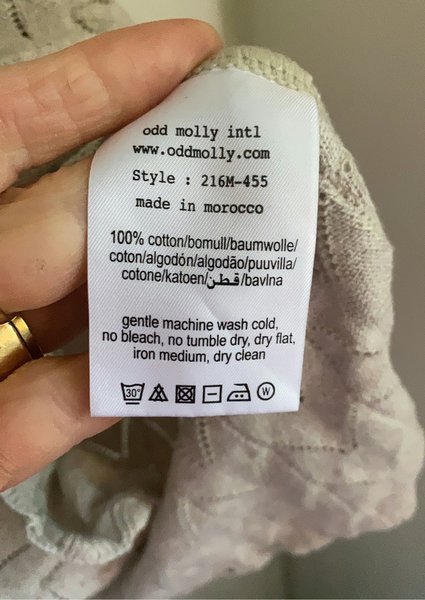 odd molly intl
www.oddmolly.com
Style : 216M-455
made in morocco
100% cotton/bomull/baumwolle/
coton/algodón/algodão/puuvilla/
cotone/katoen/قطن/bavlna
gentle machine wash cold,
no bleach, no tumble dry, dry flat,
iron medium, dry clean
30° W